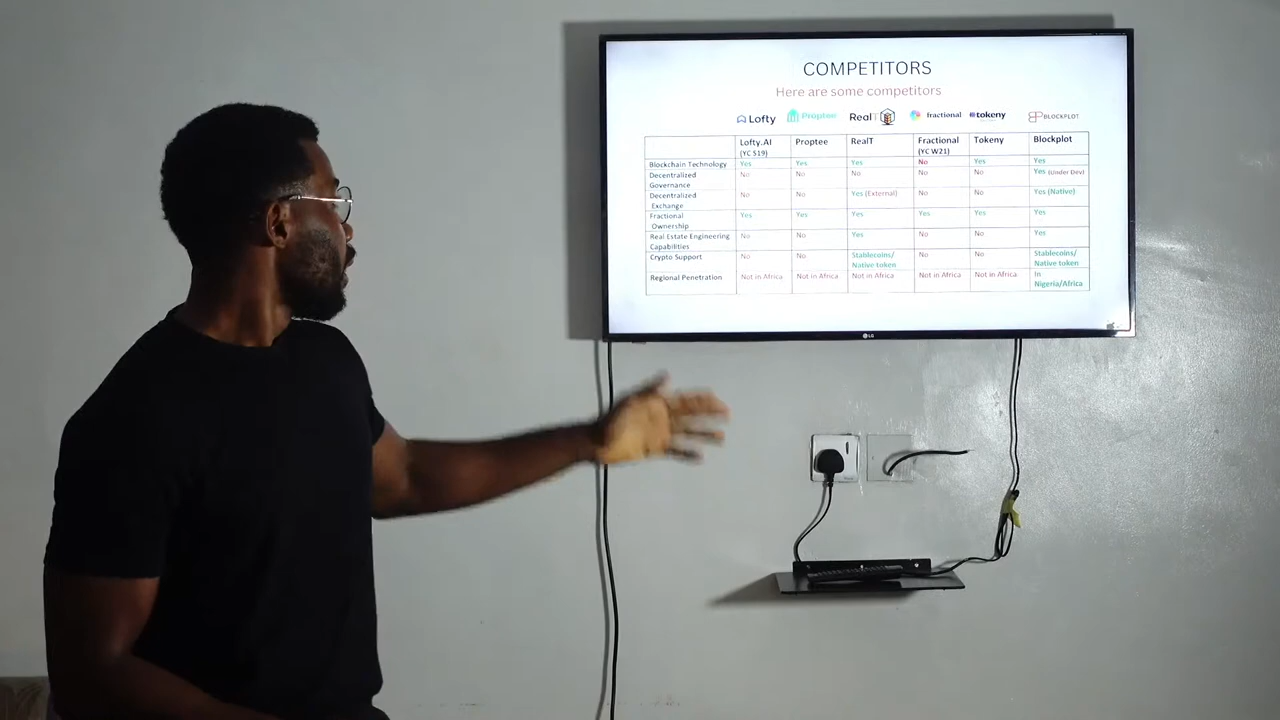 COMPETITORS
Here are some competitors
Lofty Proptee RealT fractional tokeny BLOCKPLOT
Lofty.AI (YC S19) Proptee RealT Fractional (YC W21) Tokeny Blockplot
Blockchain Technology Yes Yes Yes No Yes Yes
Decentralized Governance No No No No No Yes (Under Dev)
Decentralized Exchange No No Yes (External) No No Yes (Native)
Fractional Ownership Yes Yes Yes Yes Yes Yes
Real Estate Engineering Capabilities No No Yes No No Yes
Crypto Support No No Stablecoins/ Native token No No Stablecoins/ Native token
Regional Penetration Not in Africa Not in Africa Not in Africa Not in Africa Not in Africa In Nigeria/Africa
LG